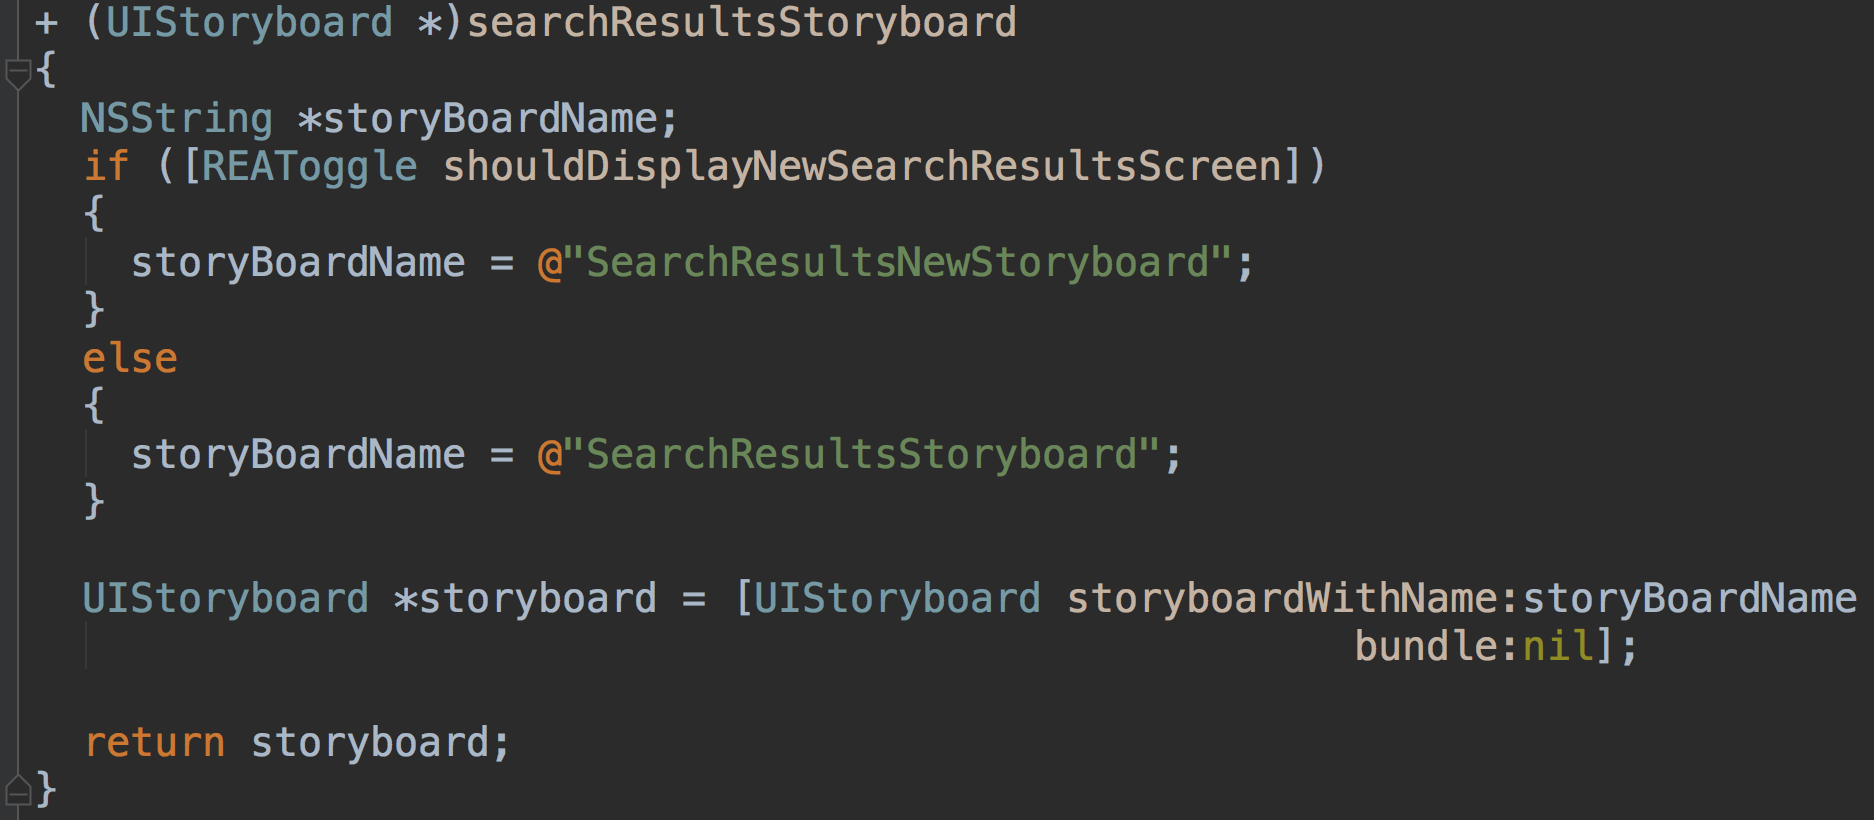 + (UIStoryboard *)searchResultsStoryboard
{
  NSString *storyBoardName;
  if ([REAToggle shouldDisplayNewSearchResultsScreen])
  {
    storyBoardName = @"SearchResultsNewStoryboard";
  }
  else
  {
    storyBoardName = @"SearchResultsStoryboard";
  }

  UIStoryboard *storyboard = [UIStoryboard storyboardWithName:storyBoardName
                                                       bundle:nil];

  return storyboard;
}